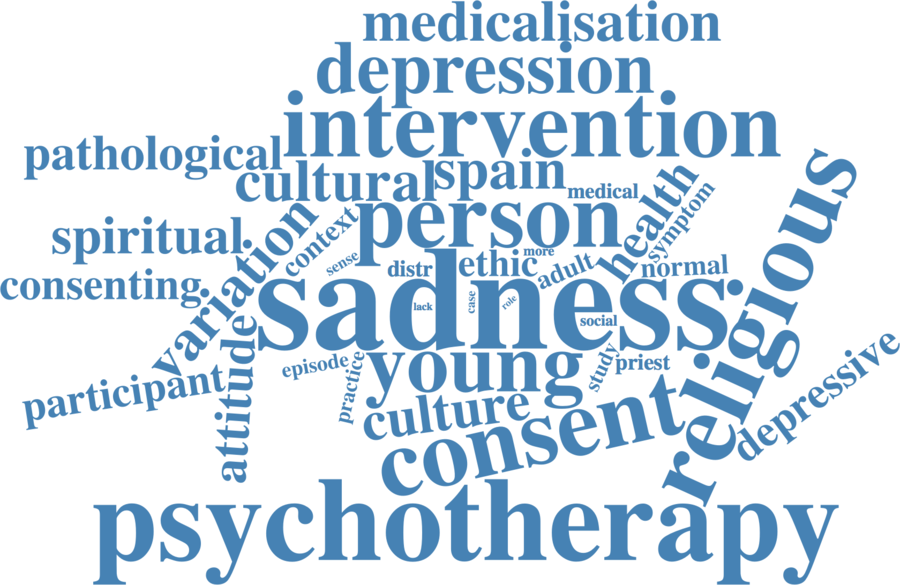 medicalisation
depression
intervention
pathological
cultural
spain
medical
health
symptom
religious
person
spiritual
variation
context
sense
more
ethic
distr
adult
normal
consenting
sadness
lack
case
role
social
attitude
episode
practice
young
study
priest
depressive
participant
culture
consent
psychotherapy